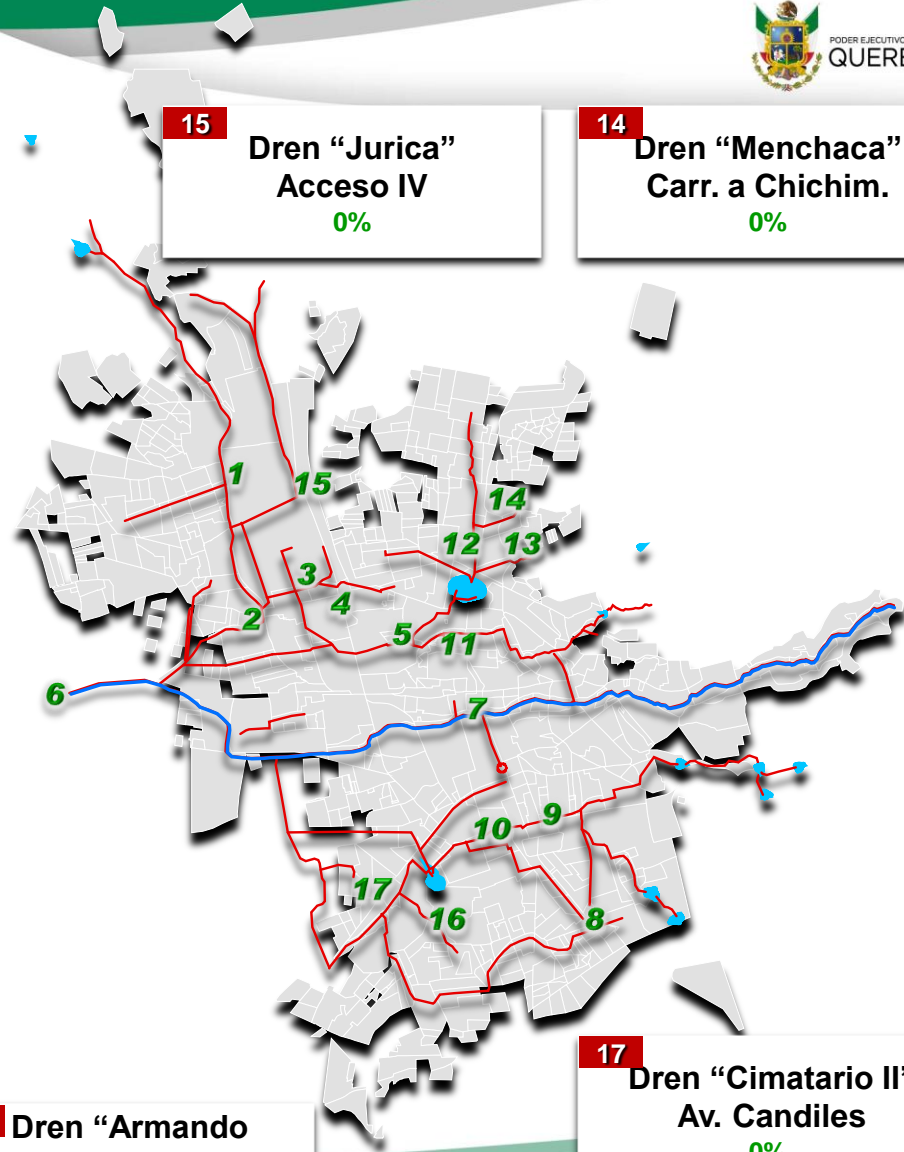 PODER EJECUTIVO
15
Dren “Jurica”
Acceso IV
0%
14
Dren “Menchaca”
Carr. a Chichim.
0%
1
15
14
12
13
3
4
2
5
11
6
7
9
10
17
16
8
17
Dren “Cimatario II”
Av. Candiles
0%
Dren “Armando